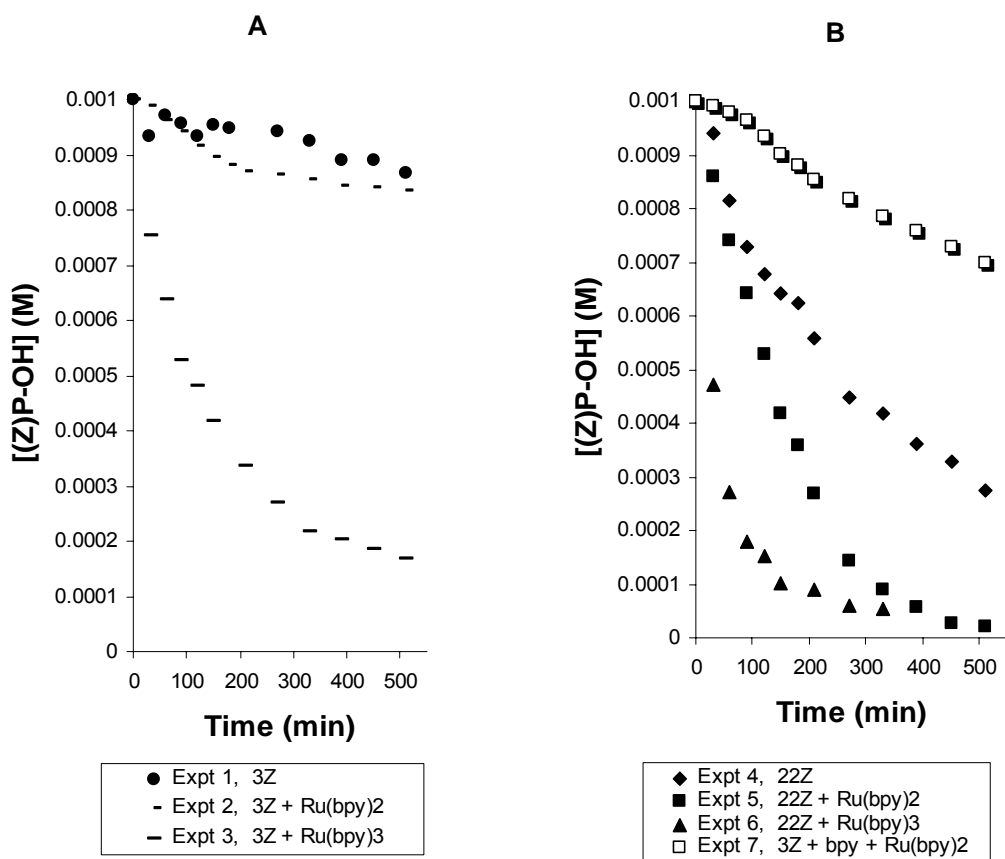 A
0.001
0.0009
0.0008
0.0007
0.0006
0.0005
0.0004
0.0003
0.0002
0.0001
0
[(Z)P-OH] (M)
0 100 200 300 400 500
Time (min)
Expt 1, 3Z
Expt 2, 3Z + Ru(bpy)2
Expt 3, 3Z + Ru(bpy)3
B
0.001
0.0009
0.0008
0.0007
0.0006
0.0005
0.0004
0.0003
0.0002
0.0001
0
[(Z)P-OH] (M)
0 100 200 300 400 500
Time (min)
Expt 4, 22Z
Expt 5, 22Z + Ru(bpy)2
Expt 6, 22Z + Ru(bpy)3
Expt 7, 3Z + bpy + Ru(bpy)2